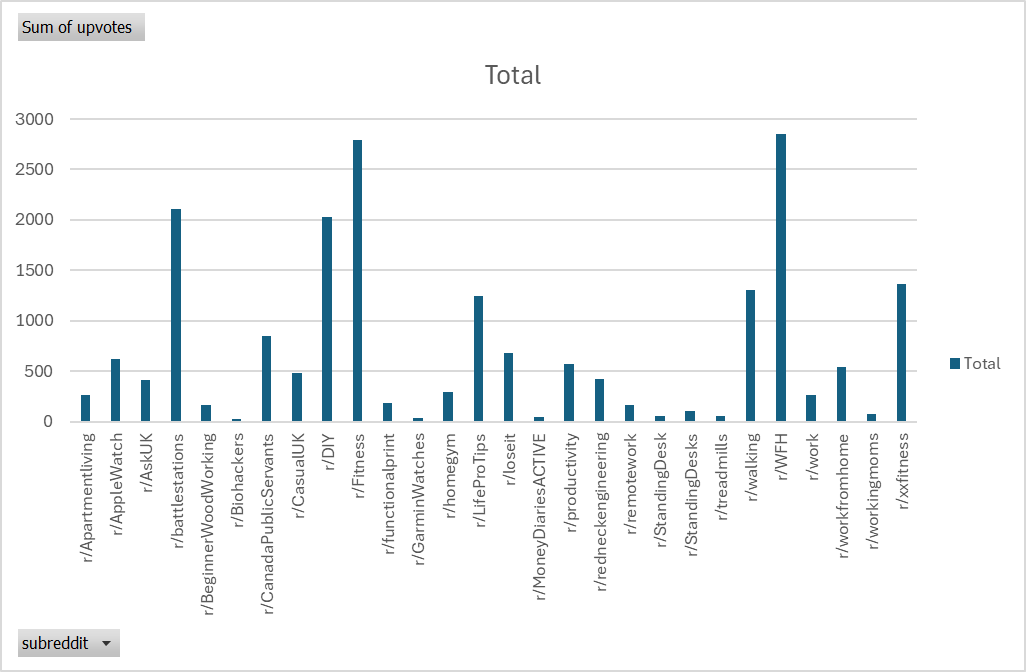 Sum of upvotes
Total
3000
2500
2000
1500
1000
500
0
Total
r/Apartmentliving
r/AppleWatch
r/AskUK
r/battlestations
r/BeginnerWoodWorking
r/Biohackers
r/CanadaPublicServants
r/CasualUK
r/DIY
r/Fitness
r/functionalprint
r/GarminWatches
r/homegym
r/LifeProTips
r/loseit
r/MoneyDiariesACTIVE
r/productivity
r/redneckengineering
r/remotework
r/StandingDesk
r/StandingDesks
r/treadmills
r/walking
r/WFH
r/work
r/workfromhome
r/workingmoms
r/xxfitness
subreddit